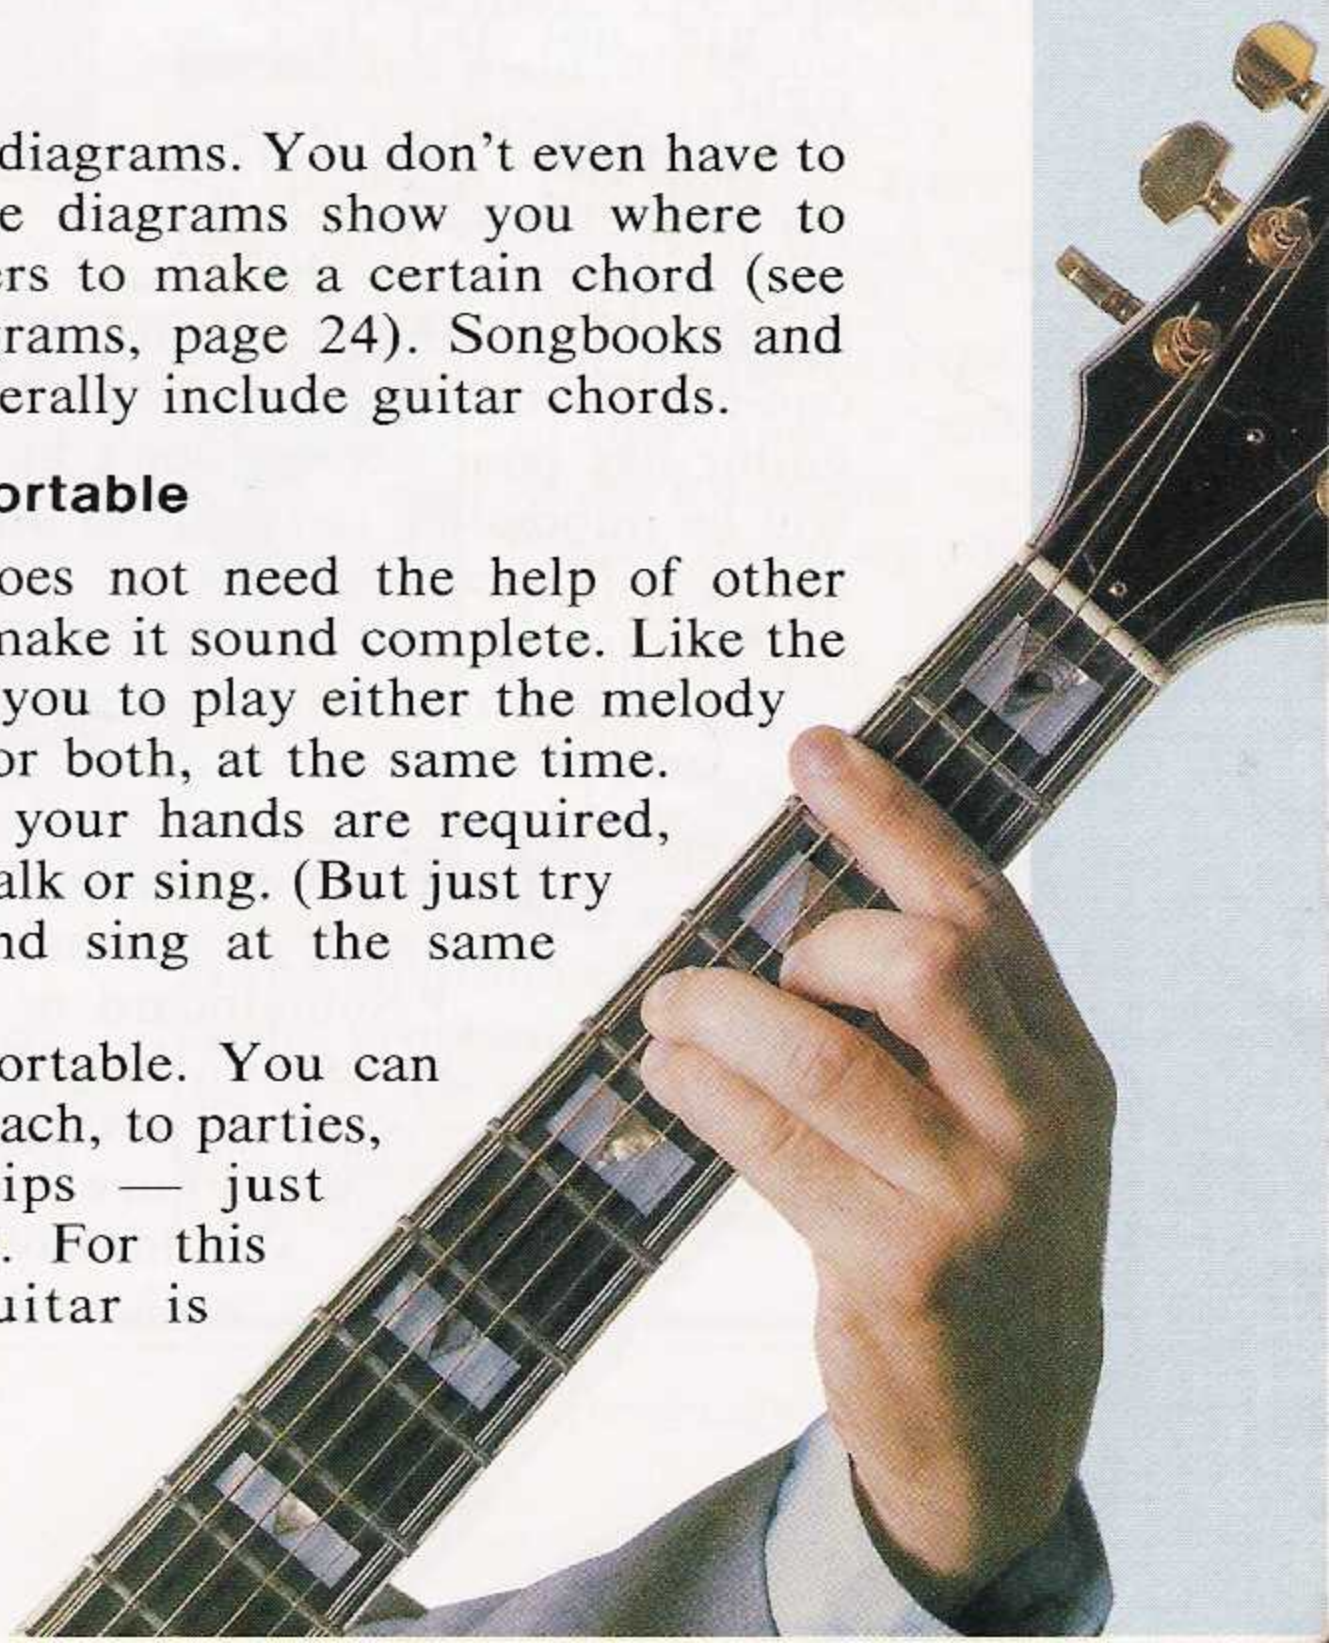 diagrams. You don't even have to
e diagrams show you where to
ers to make a certain chord (see
rams, page 24). Songbooks and
erally include guitar chords.
ortable
oes not need the help of other
make it sound complete. Like the
you to play either the melody
or both, at the same time.
your hands are required,
alk or sing. (But just try
nd sing at the same
ortable. You can
ach, to parties,
ips — just
. For this
uitar is